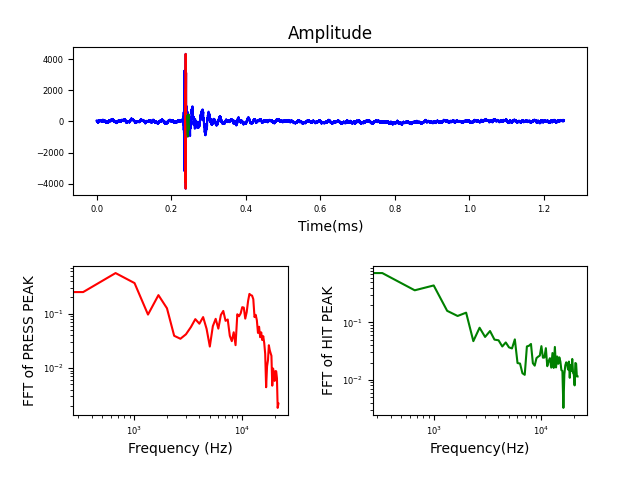 Amplitude
4000
2000
0
−2000
−4000
0.0 0.2 0.4 0.6 0.8 1.0 1.2
Time(ms)
FFT of PRESS PEAK
10⁻¹
10⁻²
10³ 10⁴
Frequency (Hz)
FFT of HIT PEAK
10⁻¹
10⁻²
10³ 10⁴
Frequency(Hz)